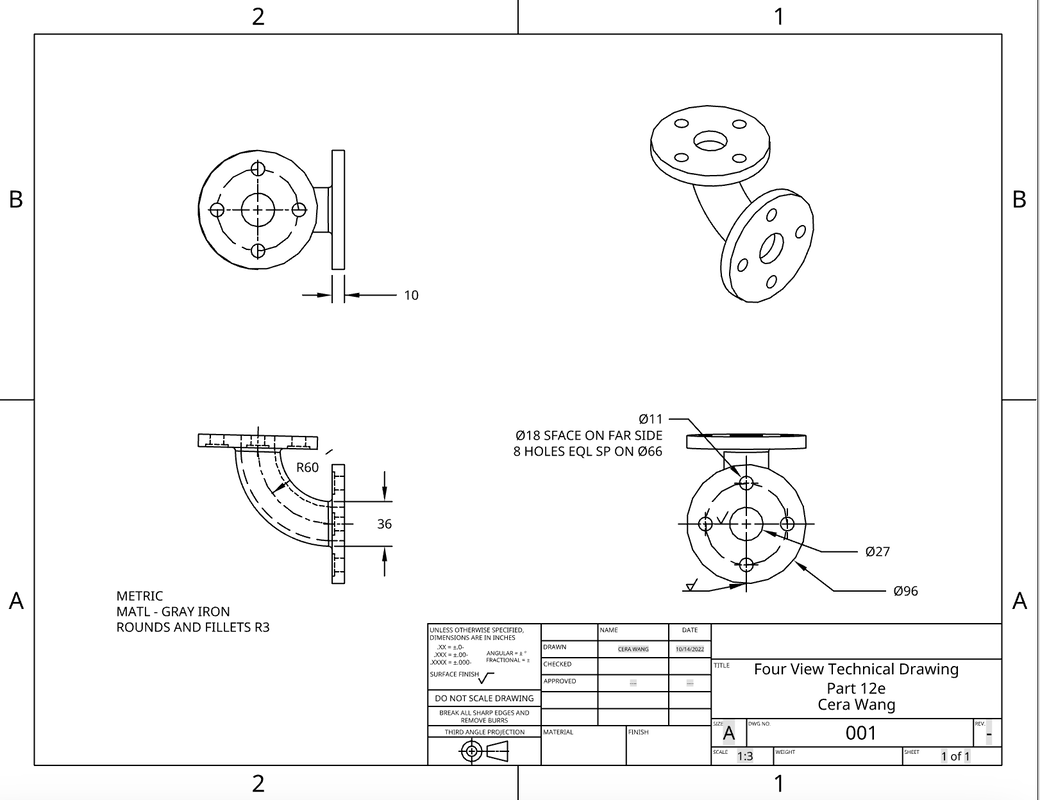 2
1
B
B
10
Ø11
Ø18 SFACE ON FAR SIDE
8 HOLES EQL SP ON Ø66
R60
36
Ø27
Ø96
A
A
METRIC
MATL - GRAY IRON
ROUNDS AND FILLETS R3
UNLESS OTHERWISE SPECIFIED,
DIMENSIONS ARE IN INCHES
.XX = ±.0-
.XXX = ±.00-
.XXXX = ±.000-
ANGULAR = ± °
FRACTIONAL = ±
SURFACE FINISH
DO NOT SCALE DRAWING
BREAK ALL SHARP EDGES AND
REMOVE BURRS
THIRD ANGLE PROJECTION
NAME
DATE
DRAWN
CERA WANG
10/14/2022
CHECKED
APPROVED
MATERIAL
FINISH
TITLE
Four View Technical Drawing
Part 12e
Cera Wang
SIZE
A
DWG NO.
001
REV.
-
SCALE
1:3
WEIGHT
SHEET
1 of 1
2
1